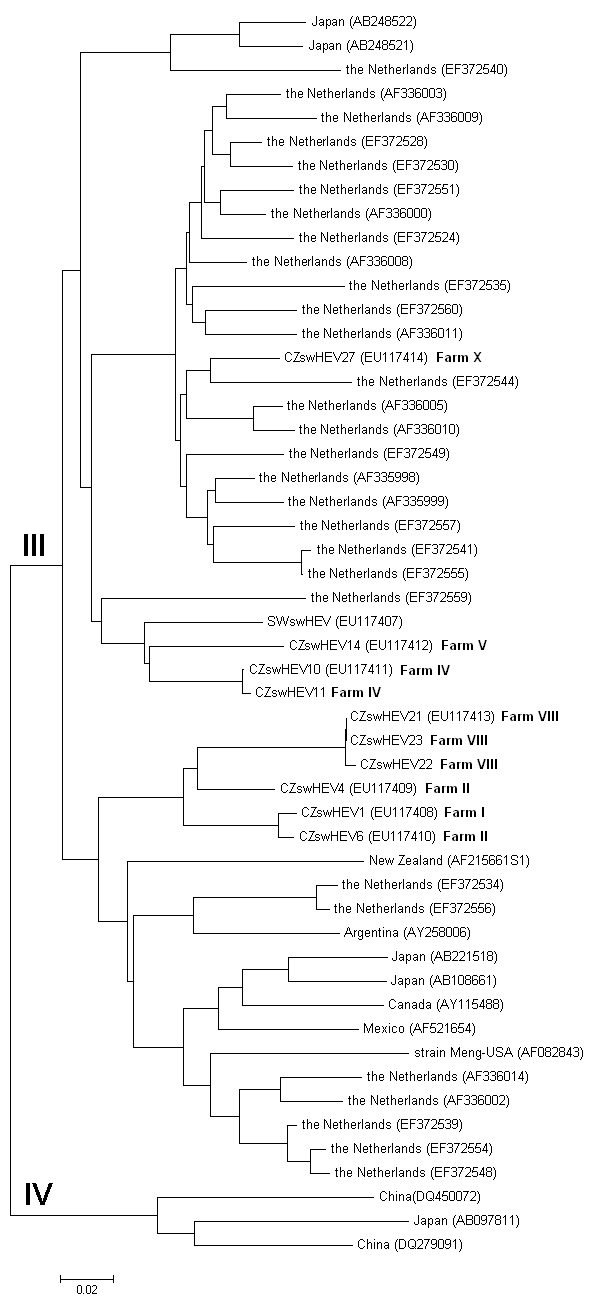 Japan (AB248522)
Japan (AB248521)
the Netherlands (EF372540)
the Netherlands (AF336003)
the Netherlands (AF336009)
the Netherlands (EF372528)
the Netherlands (EF372530)
the Netherlands (EF372551)
the Netherlands (AF336000)
the Netherlands (EF372524)
the Netherlands (AF336008)
the Netherlands (EF372535)
the Netherlands (EF372560)
the Netherlands (AF336011)
CZswHEV27 (EU117414) Farm X
the Netherlands (EF372544)
the Netherlands (AF336005)
the Netherlands (AF336010)
the Netherlands (EF372549)
the Netherlands (AF335998)
the Netherlands (AF335999)
the Netherlands (EF372557)
III
the Netherlands (EF372541)
the Netherlands (EF372555)
the Netherlands (EF372559)
SWswHEV (EU117407)
CZswHEV14 (EU117412) Farm V
CZswHEV10 (EU117411) Farm IV
CZswHEV11 Farm IV
CZswHEV21 (EU117413) Farm VIII
CZswHEV23 Farm VIII
CZswHEV22 Farm VIII
CZswHEV4 (EU117409) Farm II
CZswHEV1 (EU117408) Farm I
CZswHEV6 (EU117410) Farm II
New Zealand (AF215661S1)
the Netherlands (EF372534)
the Netherlands (EF372556)
Argentina (AY258006)
Japan (AB221518)
Japan (AB108661)
Canada (AY115488)
Mexico (AF521654)
strain Meng-USA (AF082843)
the Netherlands (AF336014)
the Netherlands (AF336002)
the Netherlands (EF372539)
the Netherlands (EF372554)
the Netherlands (EF372548)
IV
China(DQ450072)
Japan (AB097811)
China (DQ279091)
0.02